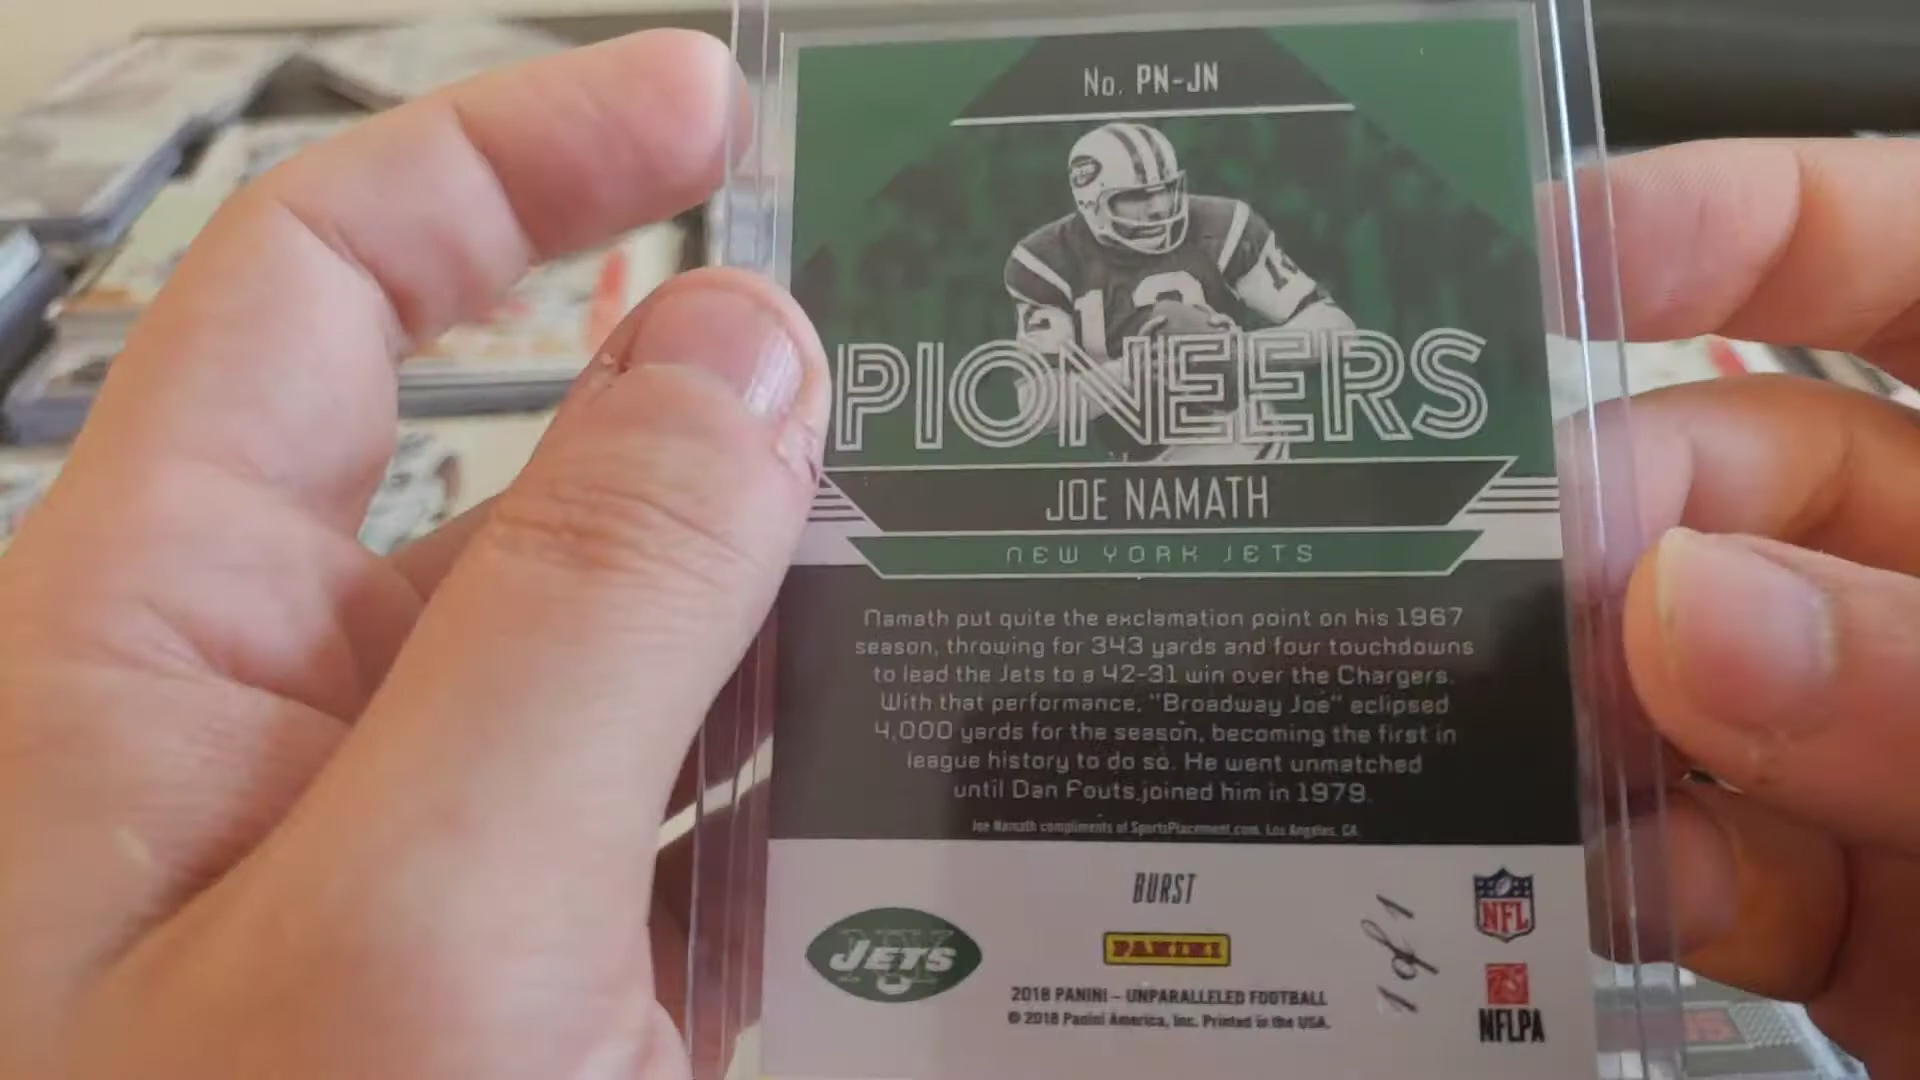 No. PN-JN
12
PIONEERS
JOE NAMATH
NEW YORK JETS
Namath put quite the exclamation point on his 1967
season, throwing for 343 yards and four touchdowns
to lead the Jets to a 42-31 win over the Chargers.
With that performance, "Broadway Joe" eclipsed
4,000 yards for the season, becoming the first in
league history to do so. He went unmatched
until Dan Fouts joined him in 1979.
Joe Namath compliments of SportsPlacement.com, Los Angeles, CA.
BURST
JETS
PANINI
1 of 1
NFL
NFLPA
2018 PANINI – UNPARALLELED FOOTBALL
© 2018 Panini America, Inc. Printed in the USA.